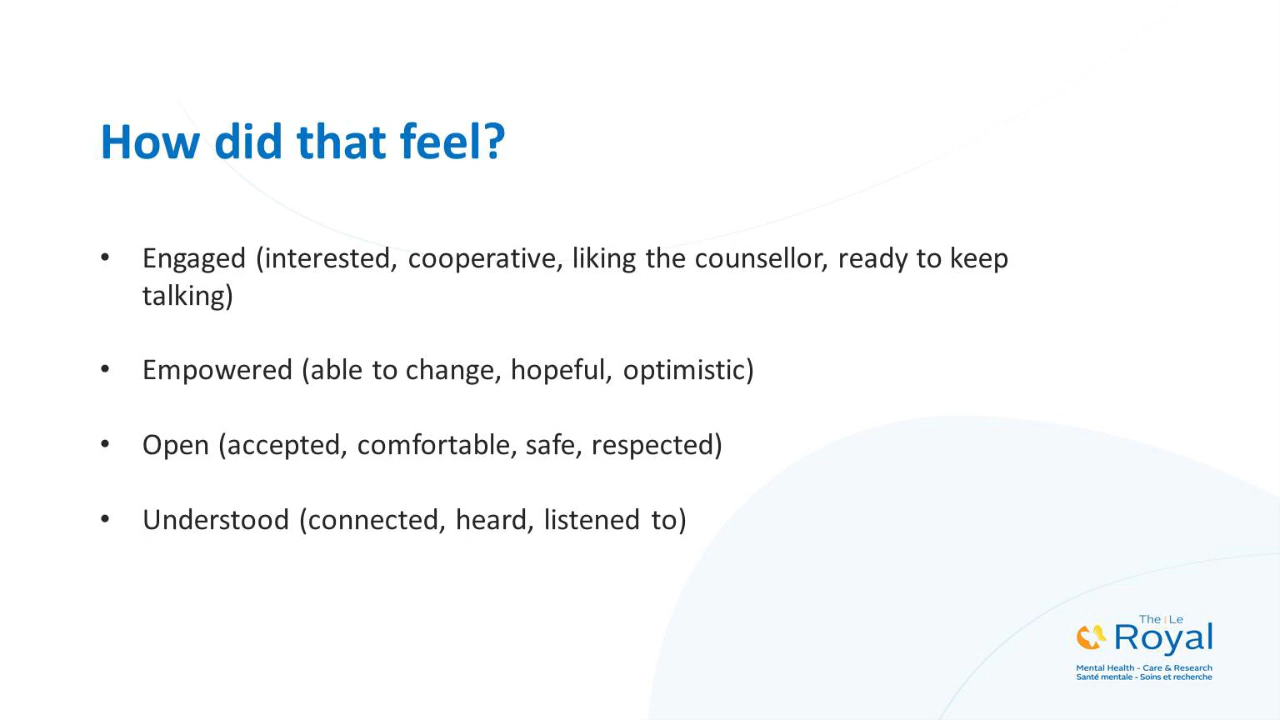 How did that feel?
• Engaged (interested, cooperative, liking the counsellor, ready to keep
talking)
• Empowered (able to change, hopeful, optimistic)
• Open (accepted, comfortable, safe, respected)
• Understood (connected, heard, listened to)
The | Le
Royal
Mental Health - Care & Research
Santé mentale - Soins et recherche